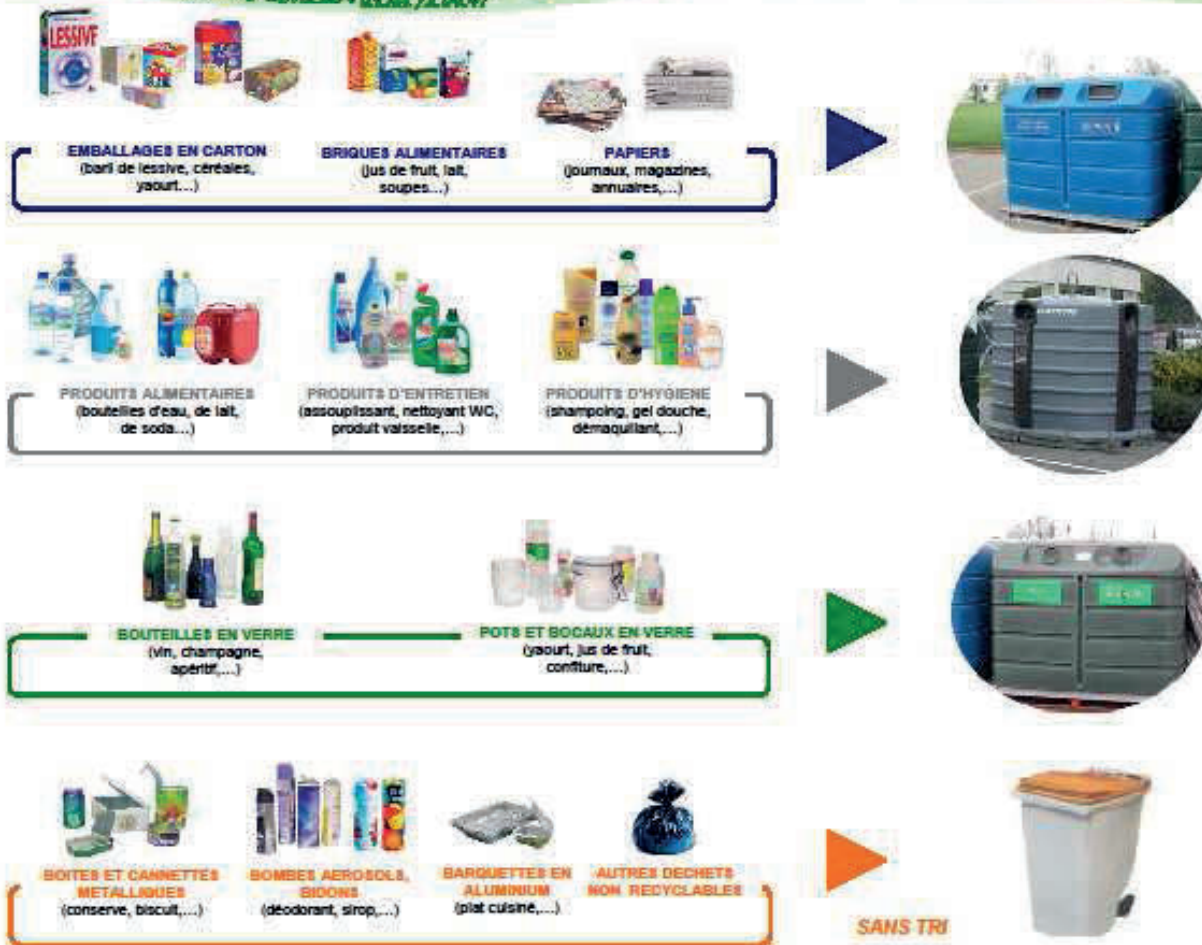 LESSIVE
EMBALLAGES EN CARTON
(baril de lessive, céréales,
yaourt...)
BRIQUES ALIMENTAIRES
(jus de fruit, lait,
soupes...)
PAPIERS
(journaux, magazines,
annuaires,...)
PRODUITS ALIMENTAIRES
(bouteilles d'eau, de lait,
de soda...)
PRODUITS D'ENTRETIEN
(assouplissant, nettoyant WC,
produit vaisselle,...)
PRODUITS D'HYGIENE
(shampoing, gel douche,
démaquillant,...)
BOUTEILLES EN VERRE
(vin, champagne,
apéritif,...)
POTS ET BOCAUX EN VERRE
(yaourt, jus de fruit,
confiture,...)
BOITES ET CANNETTES
METALLIQUES
(conserve, biscuit,...)
BOMBES AEROSOLS,
BIDONS
(déodorant, sirop,...)
BARQUETTES EN
ALUMINIUM
(plat cuisiné,...)
AUTRES DECHETS
NON RECYCLABLES
SANS TRI